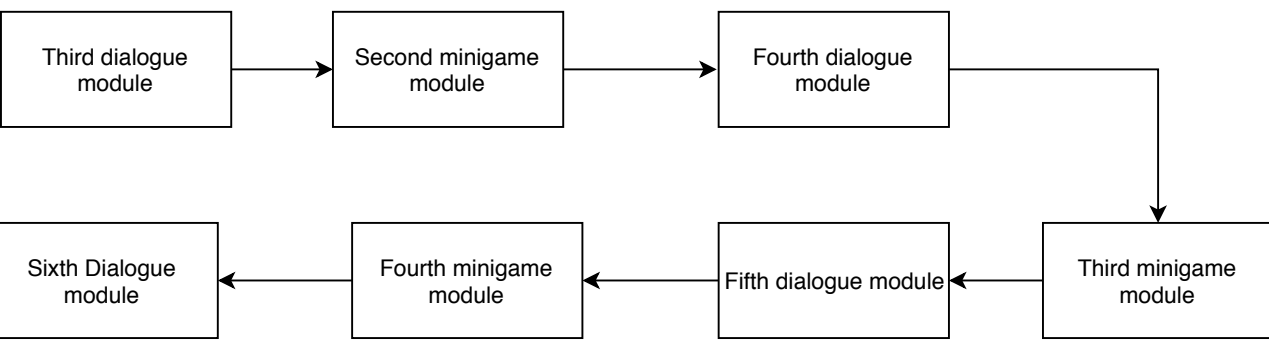 Third dialogue
module
Second minigame
module
Fourth dialogue
module
Sixth Dialogue
module
Fourth minigame
module
Fifth dialogue module
Third minigame
module